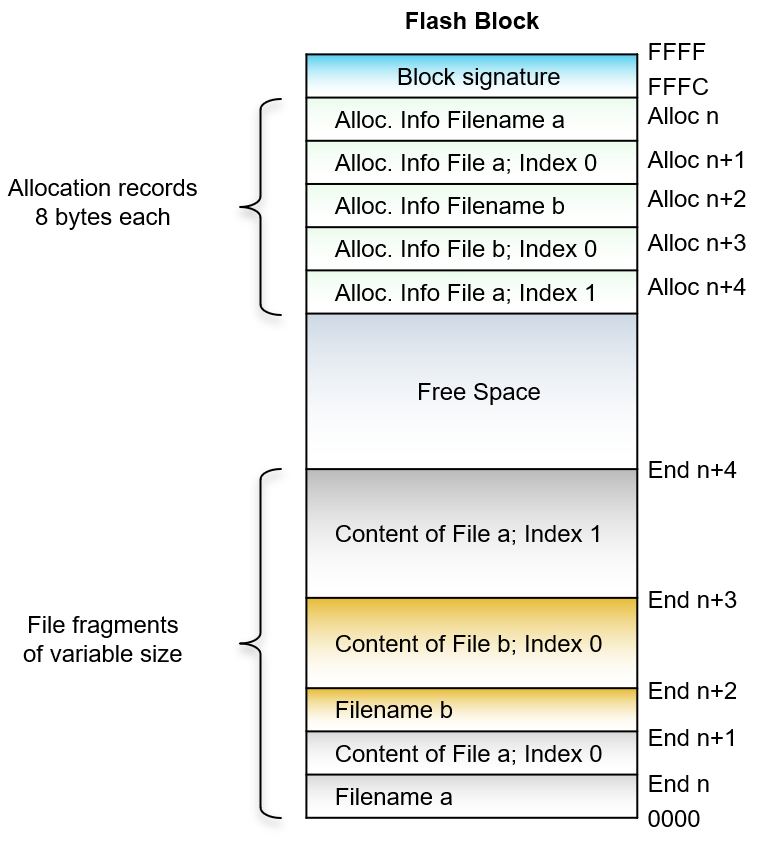 Flash Block
FFFF
Block signature
FFFC
Alloc. Info Filename a
Alloc n
Alloc. Info File a; Index 0
Alloc n+1
Allocation records
8 bytes each
Alloc. Info Filename b
Alloc n+2
Alloc. Info File b; Index 0
Alloc n+3
Alloc. Info File a; Index 1
Alloc n+4
Free Space
End n+4
Content of File a; Index 1
End n+3
File fragments
of variable size
Content of File b; Index 0
End n+2
Filename b
End n+1
Content of File a; Index 0
End n
Filename a
0000